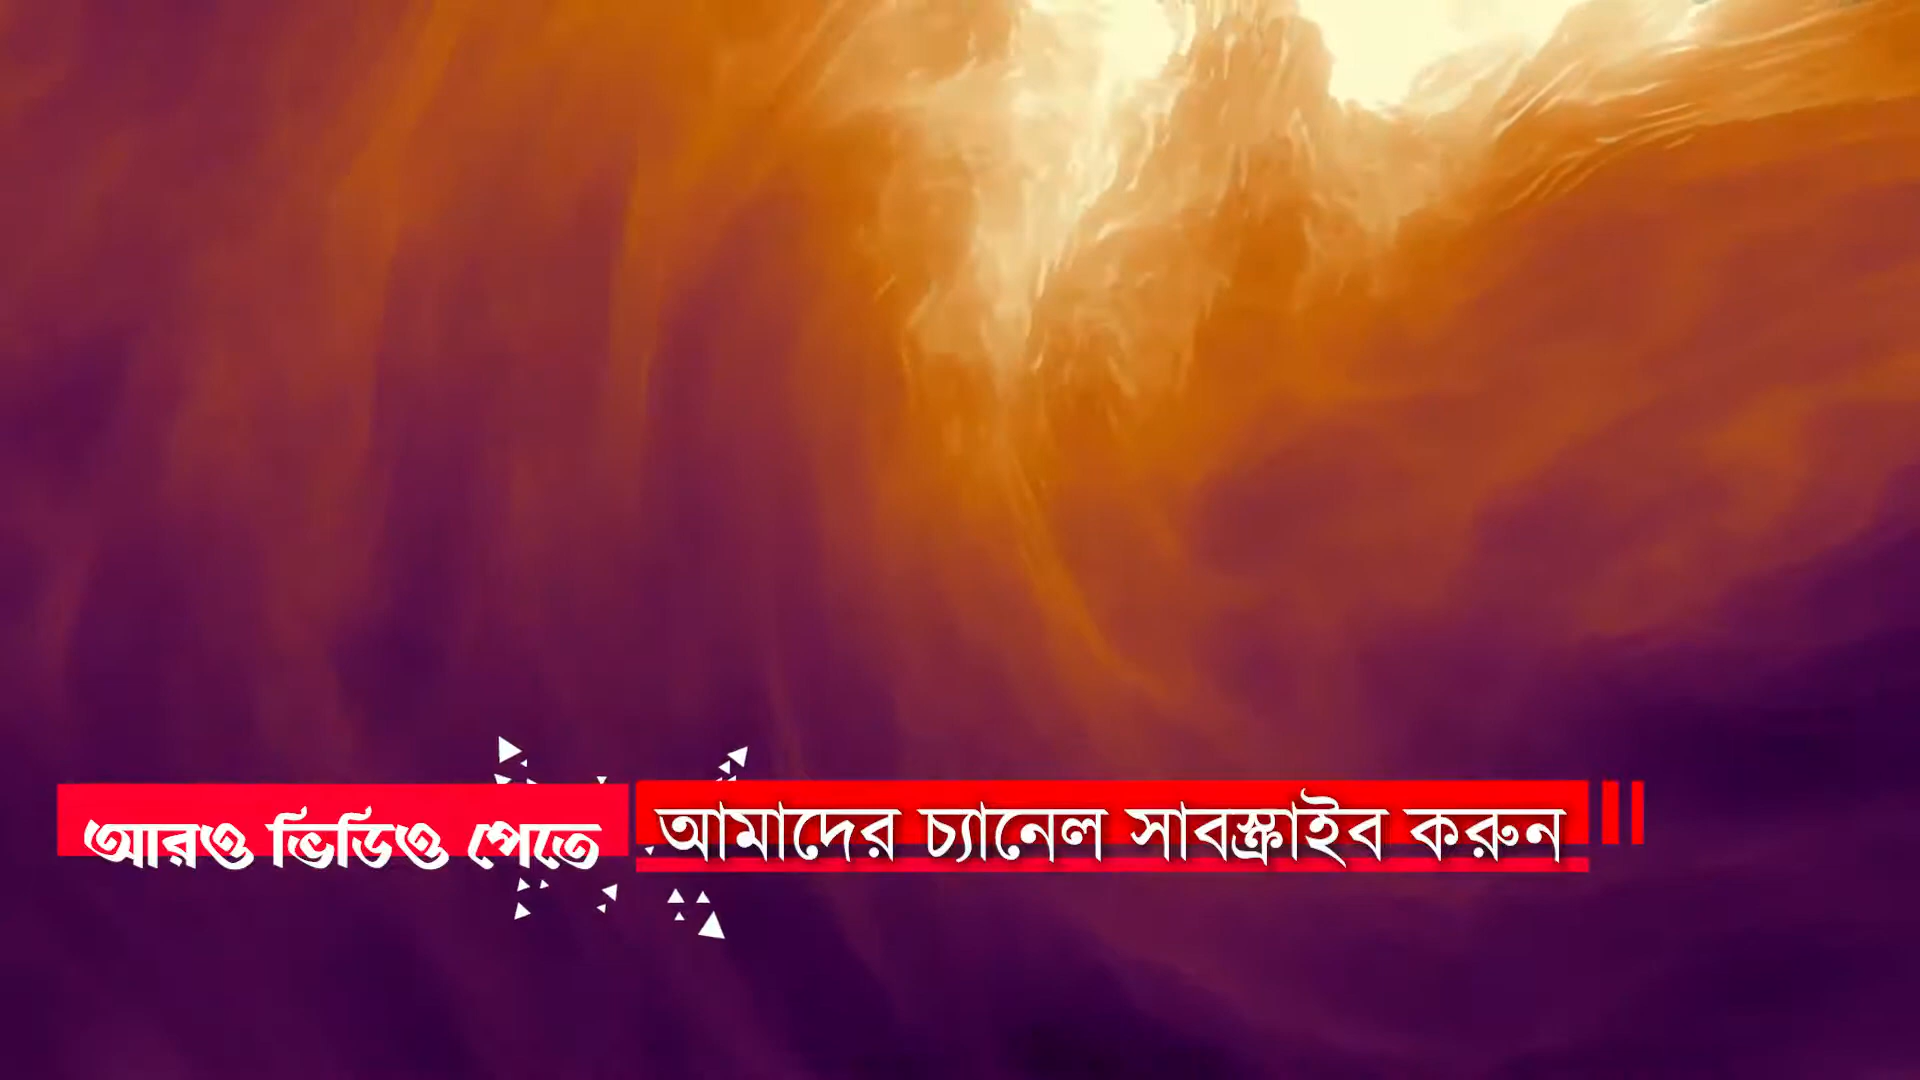 আরও ভিডিও পেতে আমাদের চ্যানেল সাবস্ক্রাইব করুন